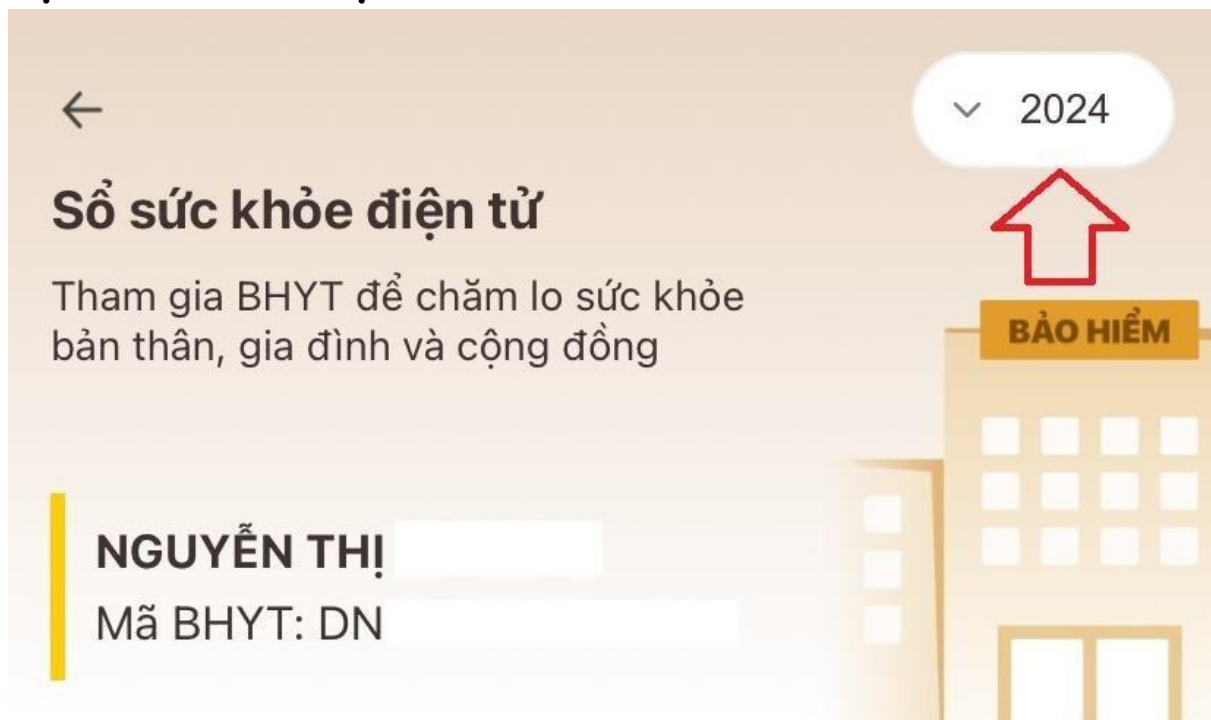 2024
Sổ sức khỏe điện tử
Tham gia BHYT để chăm lo sức khỏe
bản thân, gia đình và cộng đồng
BẢO HIỂM
NGUYỄN THỊ
Mã BHYT: DN